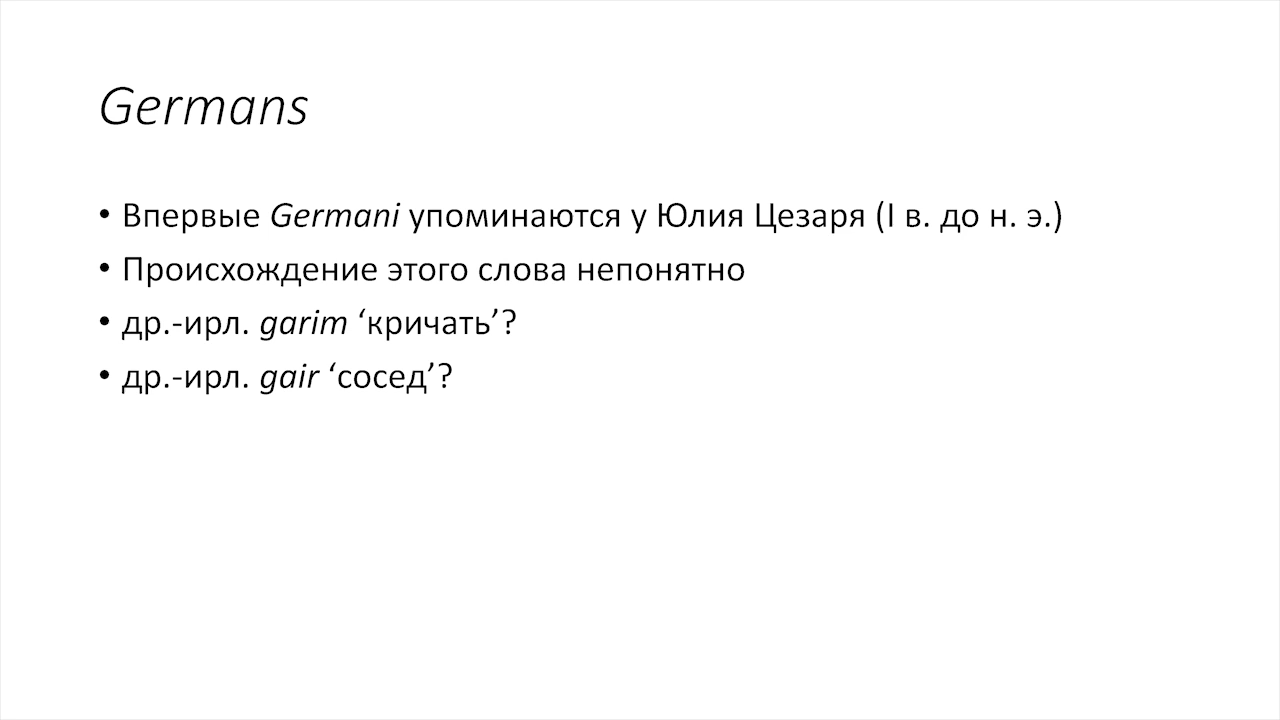 Germans
• Впервые Germani упоминаются у Юлия Цезаря (I в. до н. э.)
• Происхождение этого слова непонятно
• др.-ирл. garim ‘кричать’?
• др.-ирл. gair ‘сосед’?